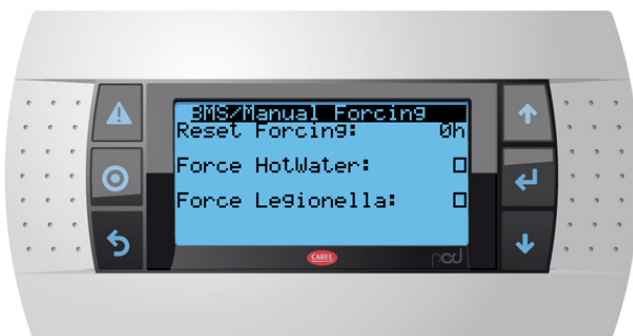 BMS/Manual Forcing
Reset Forcing: 0h
Force HotWater: □
Force Legionella: □
CAREL
pGD